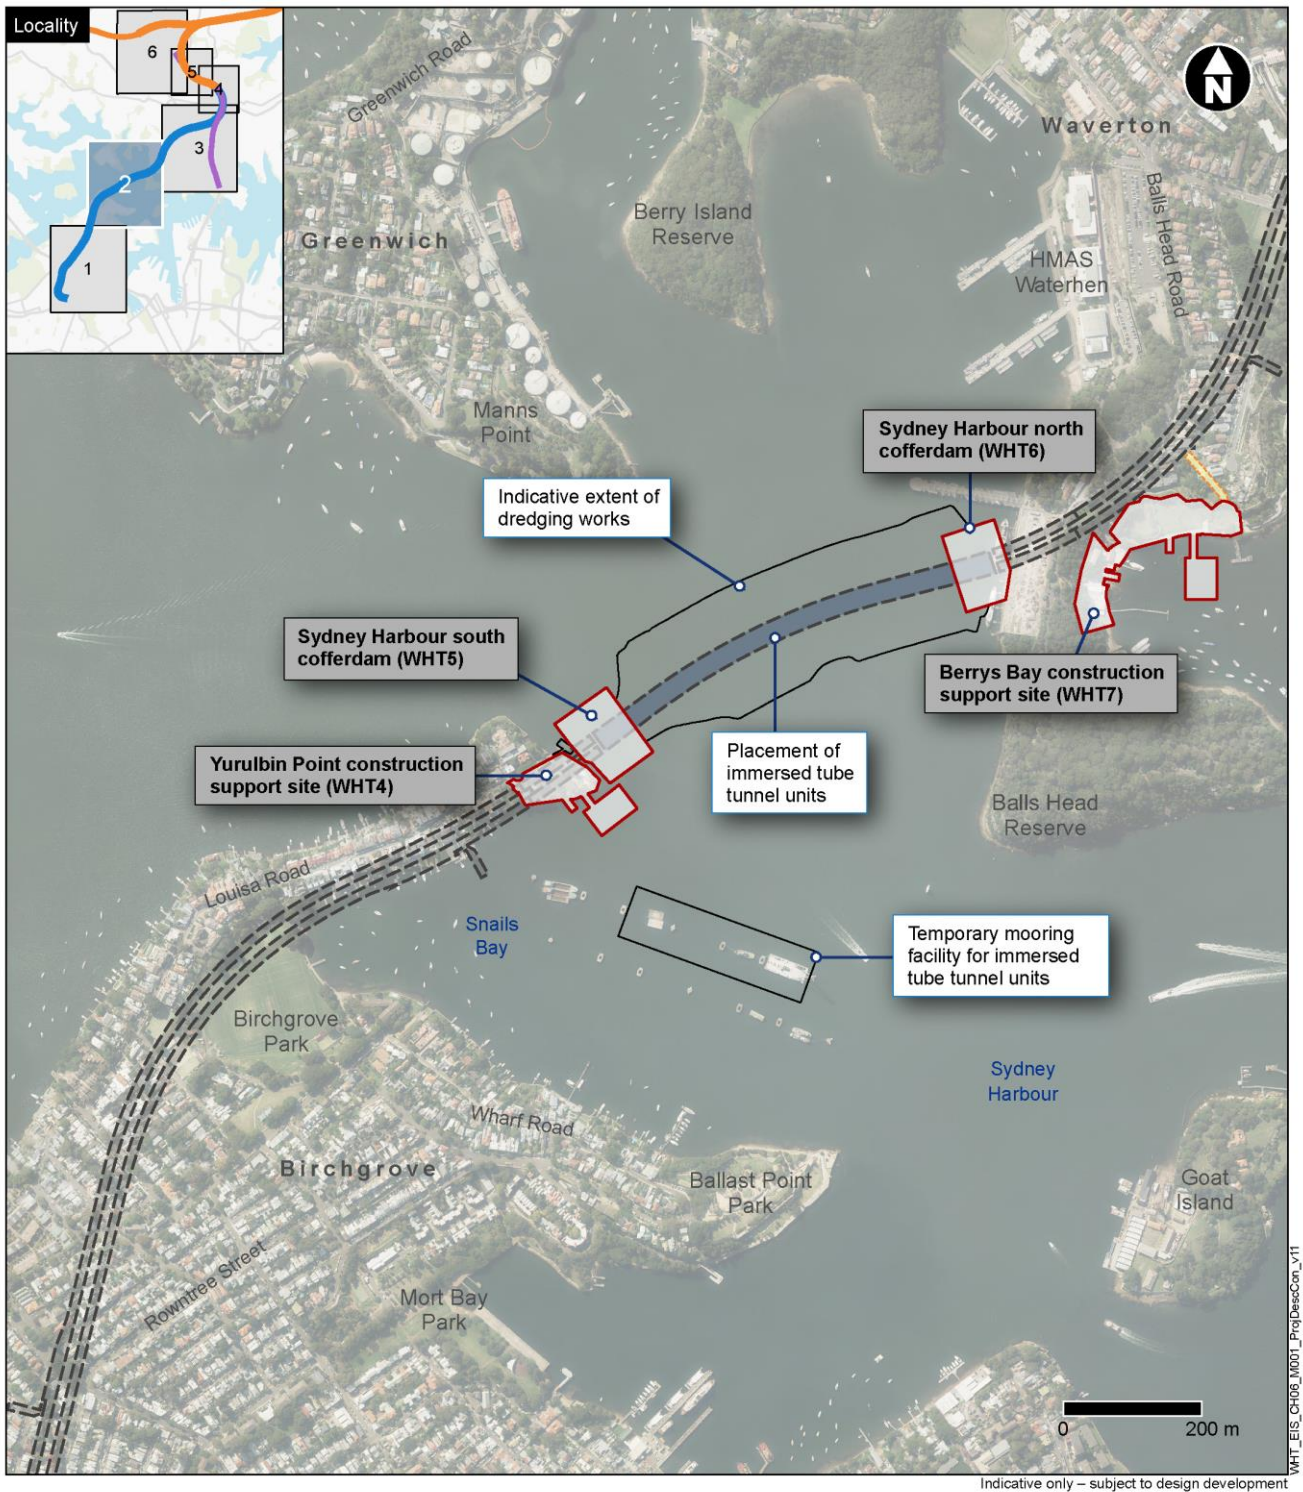 Locality
6
5
4
3
2
1
N
Greenwich Road
Waverton
Balls Head Road
Berry Island
Reserve
Greenwich
HMAS
Waterhen
Manns
Point
Sydney Harbour north
cofferdam (WHT6)
Indicative extent of
dredging works
Sydney Harbour south
cofferdam (WHT5)
Berrys Bay construction
support site (WHT7)
Yurulbin Point construction
support site (WHT4)
Placement of
immersed tube
tunnel units
Balls Head
Reserve
Louisa Road
Snails
Bay
Temporary mooring
facility for immersed
tube tunnel units
Birchgrove
Park
Sydney
Harbour
Wharf Road
Birchgrove
Ballast Point
Park
Goat
Island
Rowntree Street
Mort Bay
Park
0 200 m
WHT_EIS_CH06_M001_ProjDescCon_v11
Indicative only – subject to design development